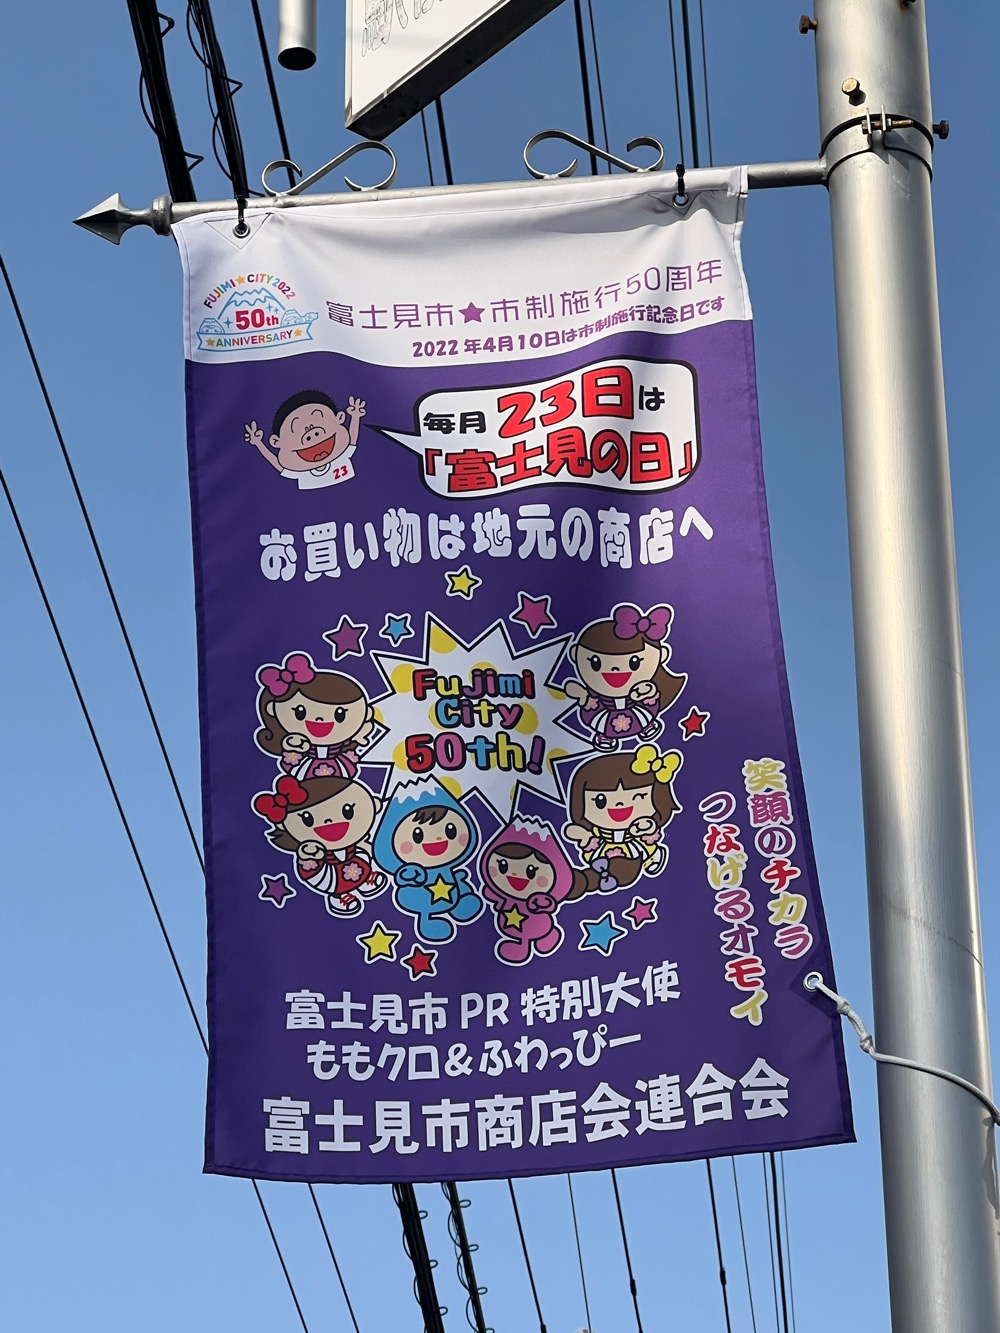 FUJIMI★CITY2022
50th
★ANNIVERSARY★
富士見市★市制施行50周年
2022年4月10日は市制施行記念日です
毎月23日は
「富士見の日」
23
お買い物は地元の商店へ
Fujimi
City
50th!
笑顔のチカラ
つなげるオモイ
富士見市PR特別大使
ももクロ&ふわっぴー
富士見市商店会連合会